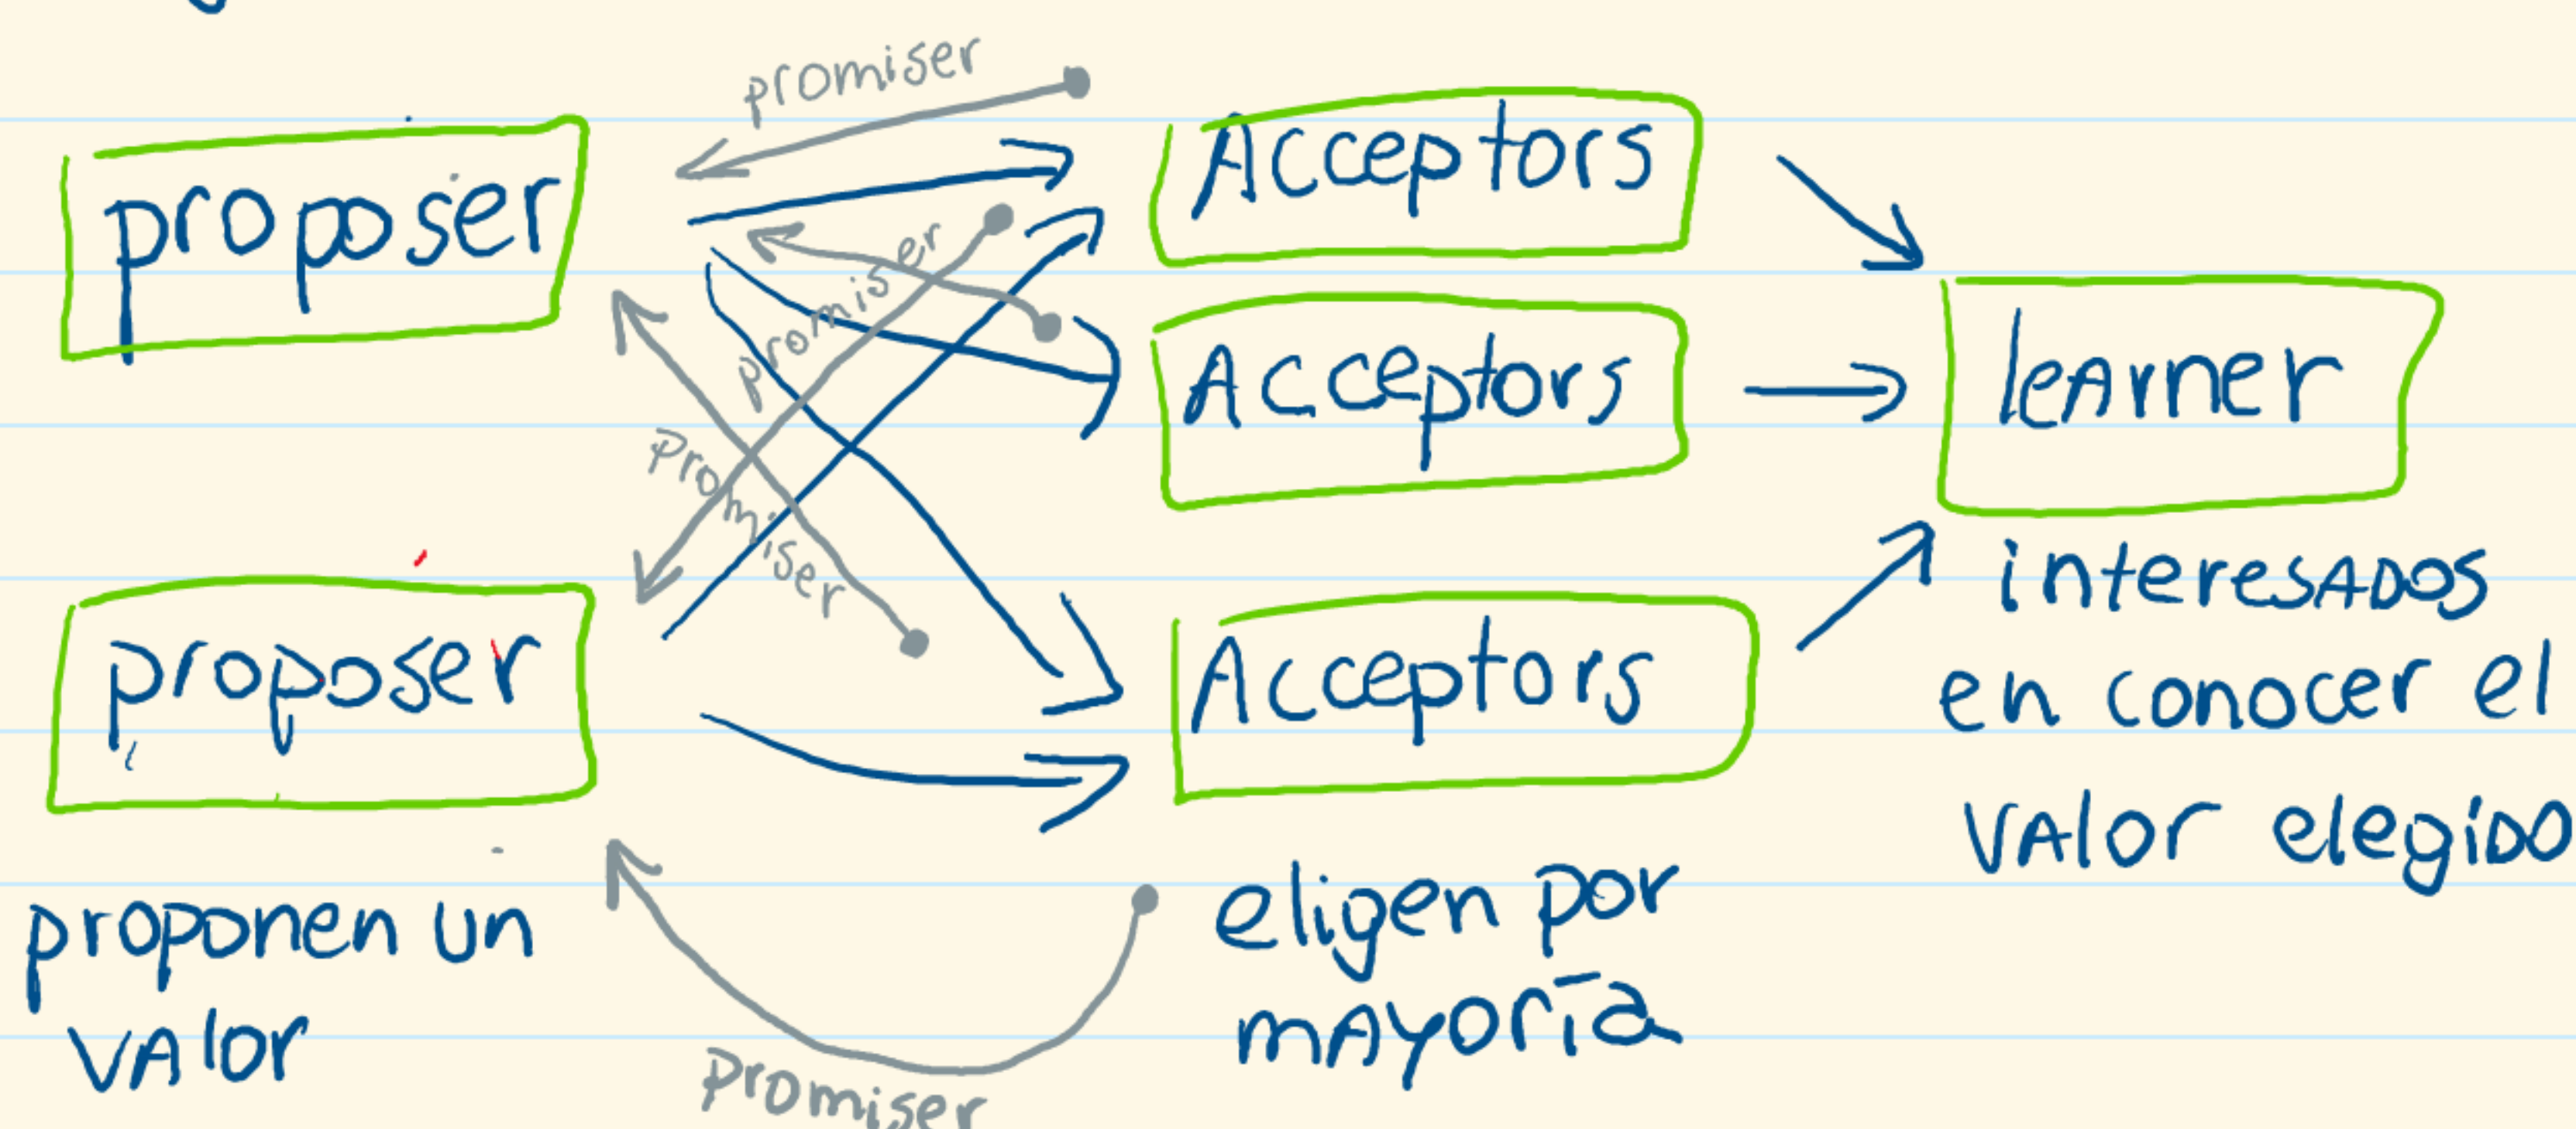 promiser
proposer
Acceptors
promiser
Acceptors
learner
promiser
proposer
Acceptors
interesados
en conocer el
valor elegido
proponen un
valor
eligen por
mayoría
Promiser